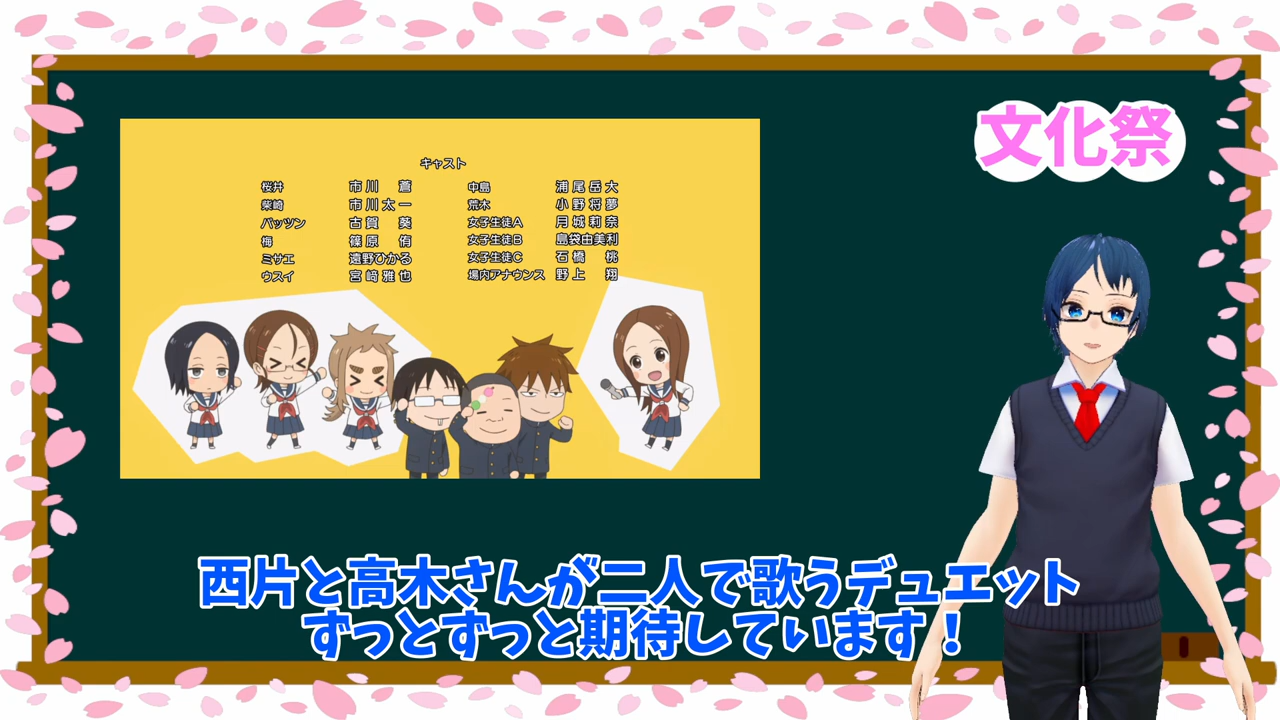 文化祭
キャスト
桜井 市川 蒼 中島 浦尾岳大
柴崎 市川太一 荒木 小野将夢
バッツン 古賀 葵 女子生徒A 月城莉奈
梅 篠原 侑 女子生徒B 島袋由美利
ミサエ 遠野ひかる 女子生徒C 石橋 桃
ウスイ 宮﨑雅也 場内アナウンス 野上 翔
西片と高木さんが二人で歌うデュエット
ずっとずっと期待しています！